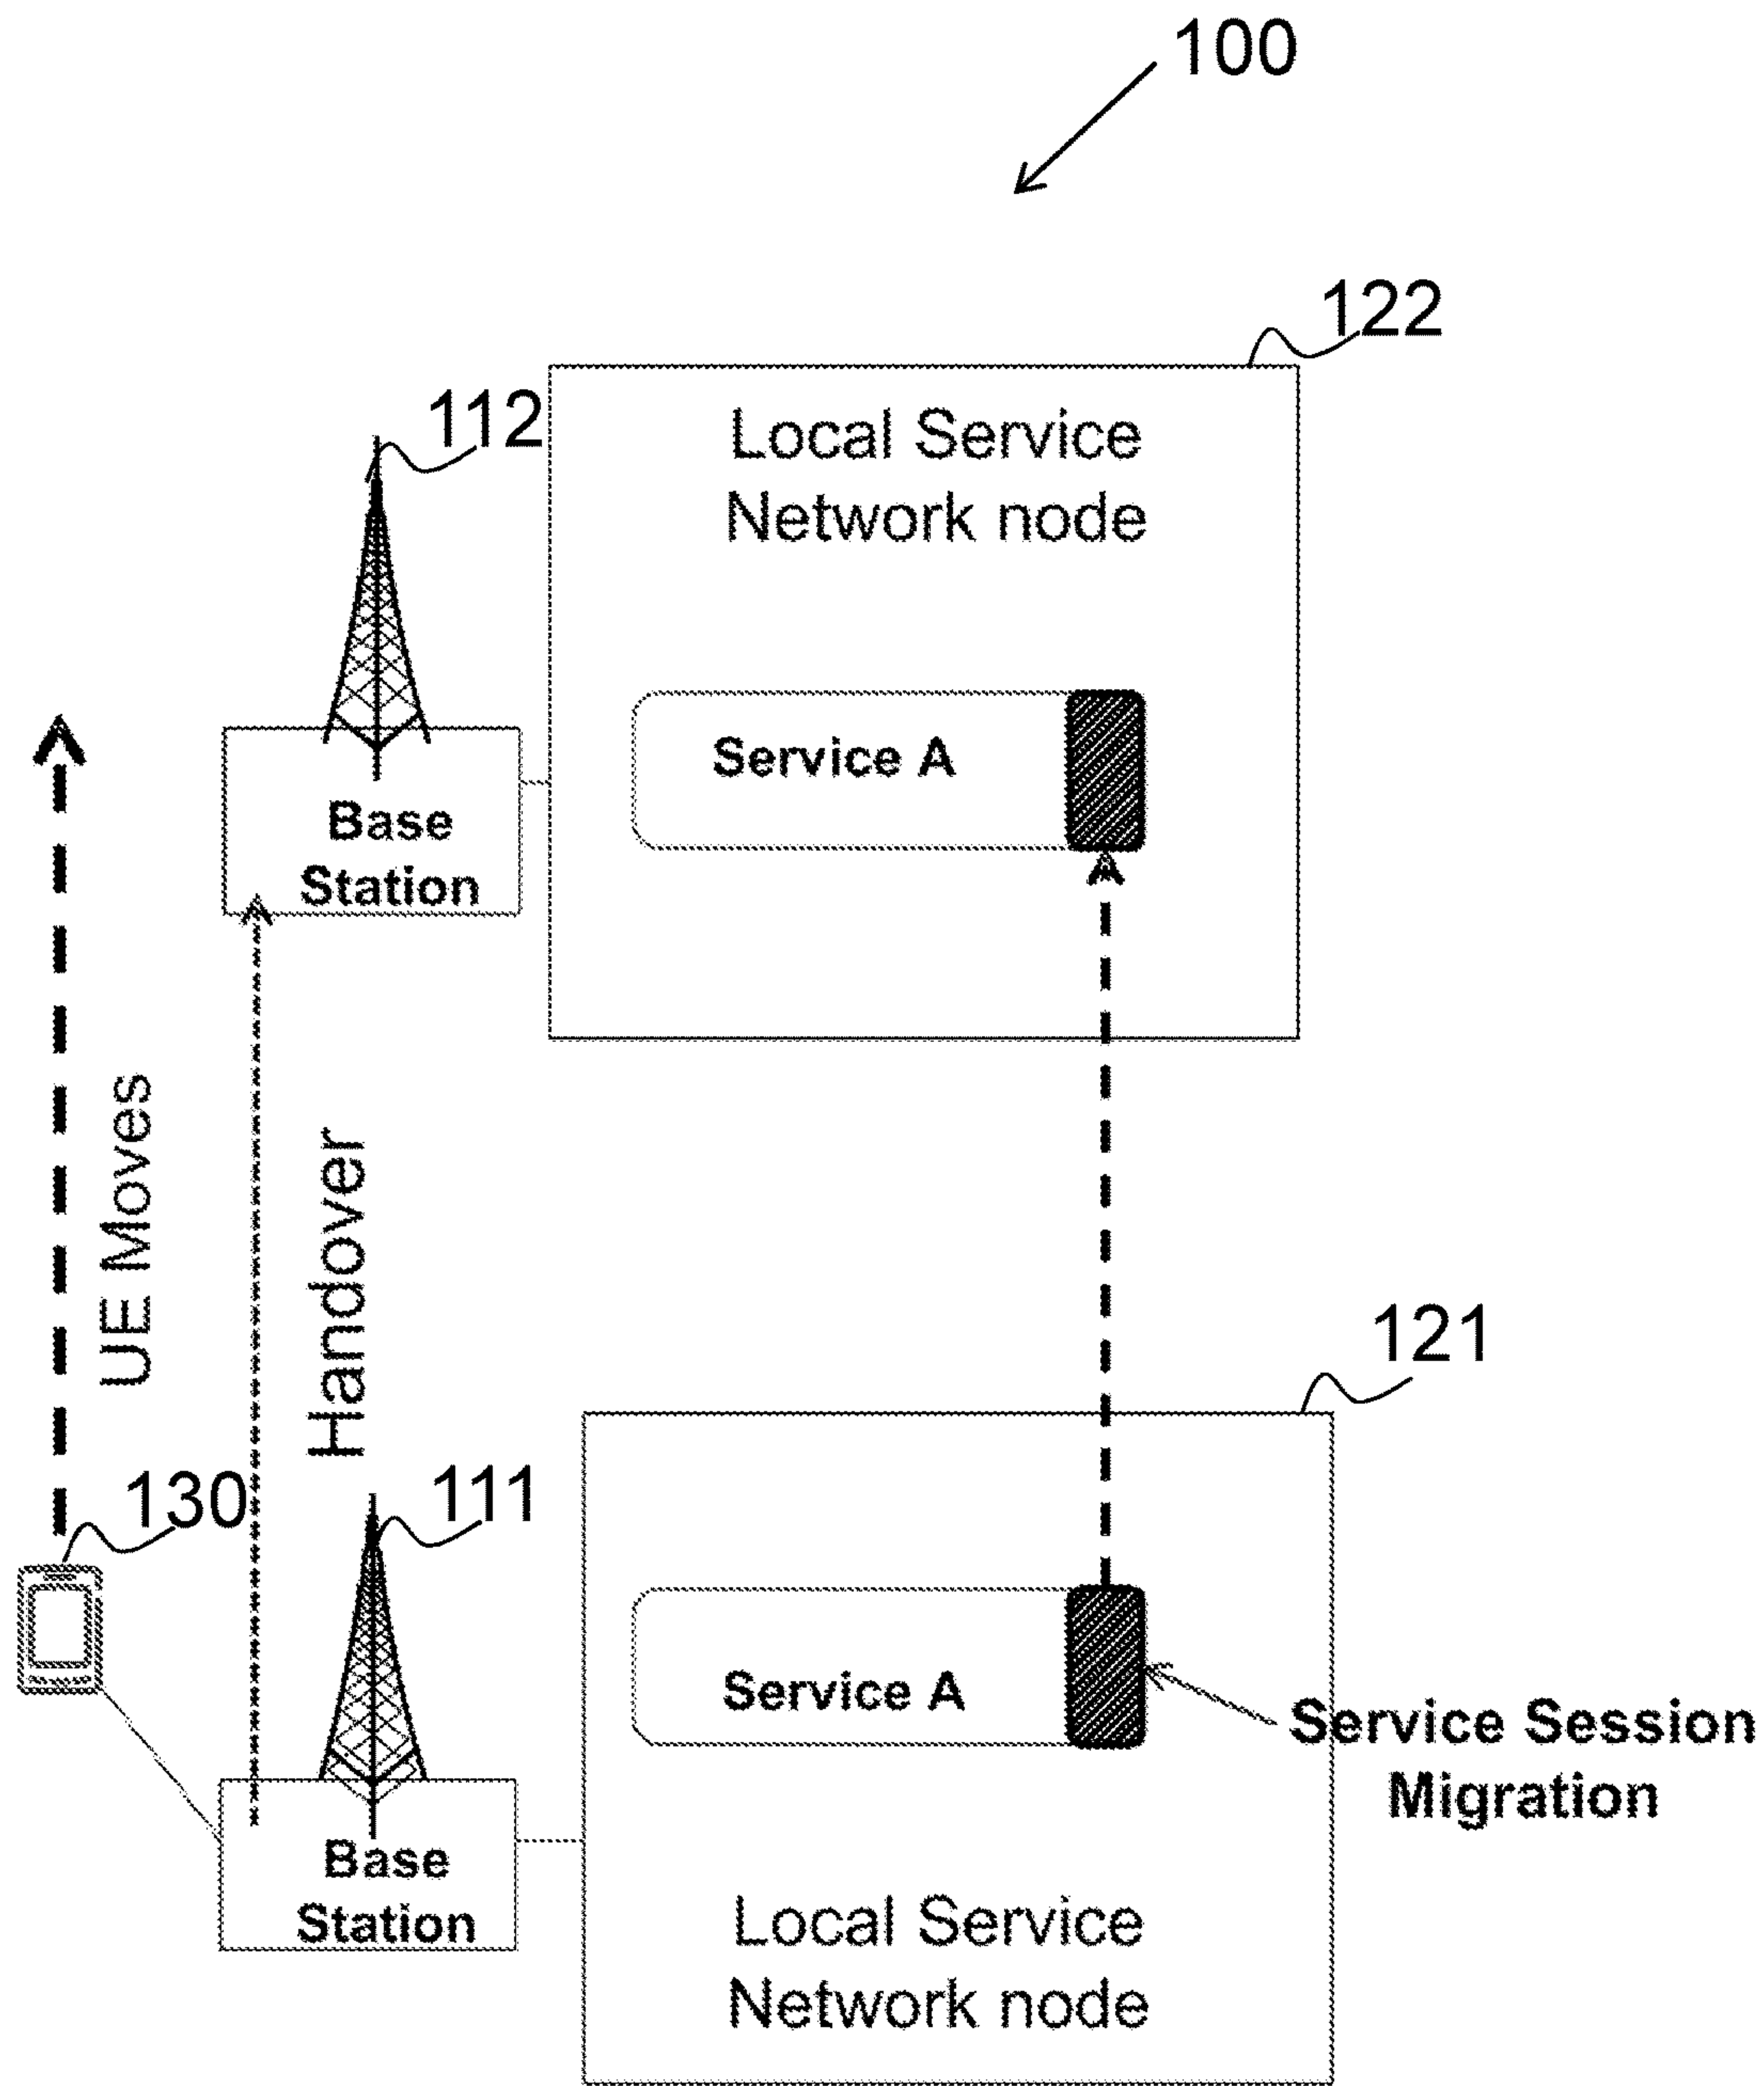 100
122
112
Local Service
Network node
Service A
Base
Station
UE Moves
Handover
121
130
111
Service A
Service Session
Migration
Base
Station
Local Service
Network node